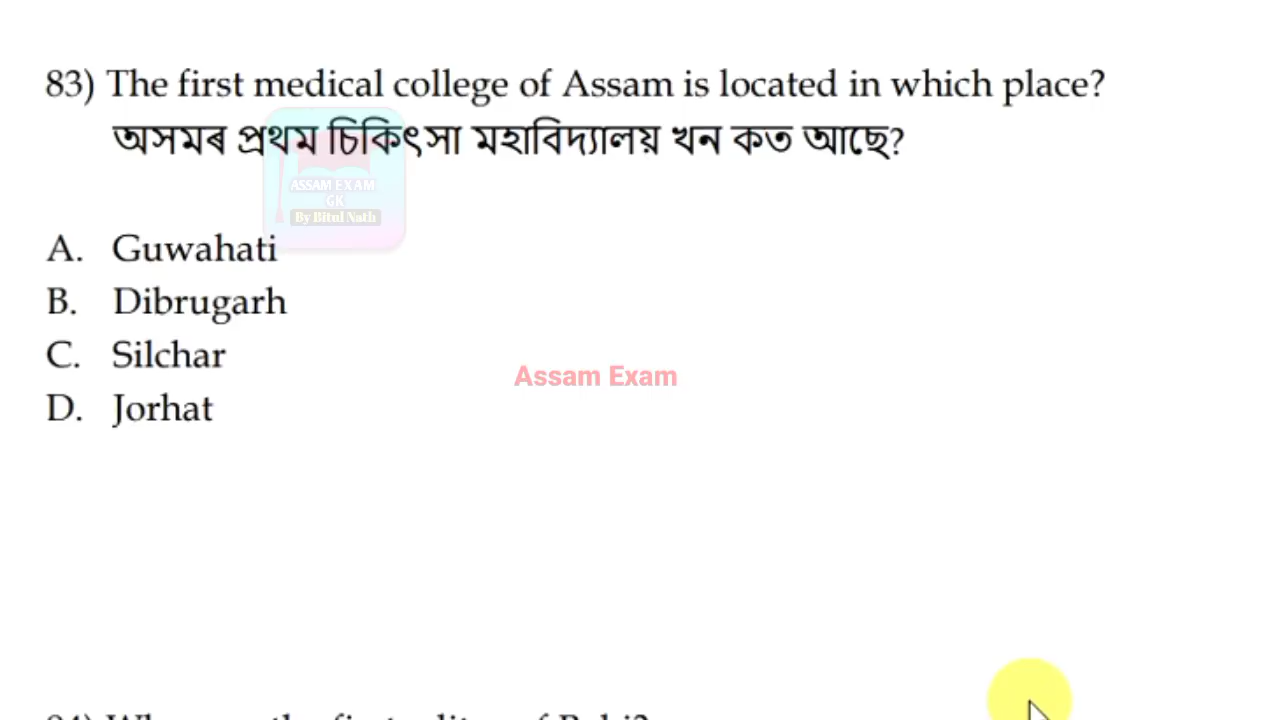 83) The first medical college of Assam is located in which place?
অসমৰ প্ৰথম চিকিৎসা মহাবিদ্যালয় খন কত আছে?
ASSAM EXAM
GK
By Bitul Nath
A. Guwahati
B. Dibrugarh
C. Silchar
D. Jorhat
Assam Exam